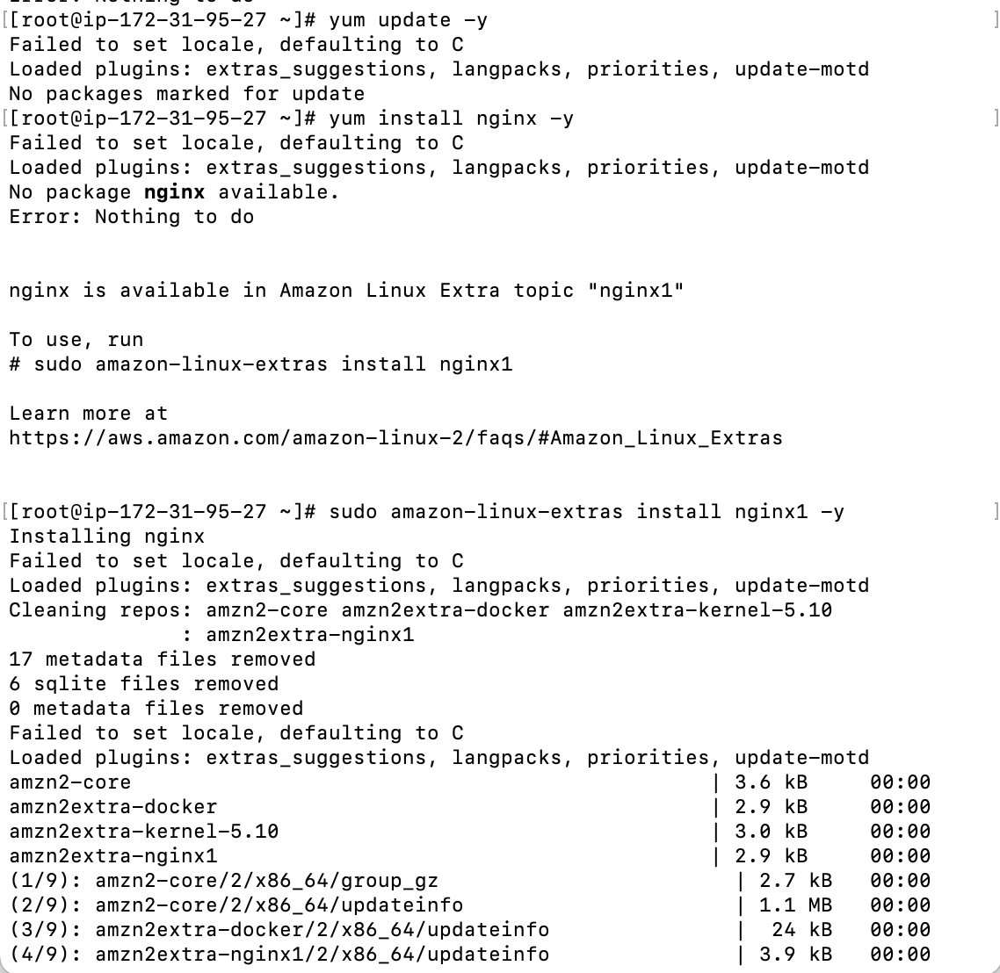 Error: Nothing to do
[[root@ip-172-31-95-27 ~]# yum update -y ]
Failed to set locale, defaulting to C
Loaded plugins: extras_suggestions, langpacks, priorities, update-motd
No packages marked for update
[[root@ip-172-31-95-27 ~]# yum install nginx -y ]
Failed to set locale, defaulting to C
Loaded plugins: extras_suggestions, langpacks, priorities, update-motd
No package nginx available.
Error: Nothing to do
nginx is available in Amazon Linux Extra topic "nginx1"
To use, run
# sudo amazon-linux-extras install nginx1
Learn more at
https://aws.amazon.com/amazon-linux-2/faqs/#Amazon_Linux_Extras
[[root@ip-172-31-95-27 ~]# sudo amazon-linux-extras install nginx1 -y ]
Installing nginx
Failed to set locale, defaulting to C
Loaded plugins: extras_suggestions, langpacks, priorities, update-motd
Cleaning repos: amzn2-core amzn2extra-docker amzn2extra-kernel-5.10
: amzn2extra-nginx1
17 metadata files removed
6 sqlite files removed
0 metadata files removed
Failed to set locale, defaulting to C
Loaded plugins: extras_suggestions, langpacks, priorities, update-motd
amzn2-core | 3.6 kB 00:00
amzn2extra-docker | 2.9 kB 00:00
amzn2extra-kernel-5.10 | 3.0 kB 00:00
amzn2extra-nginx1 | 2.9 kB 00:00
(1/9): amzn2-core/2/x86_64/group_gz | 2.7 kB 00:00
(2/9): amzn2-core/2/x86_64/updateinfo | 1.1 MB 00:00
(3/9): amzn2extra-docker/2/x86_64/updateinfo | 24 kB 00:00
(4/9): amzn2extra-nginx1/2/x86_64/updateinfo | 3.9 kB 00:00